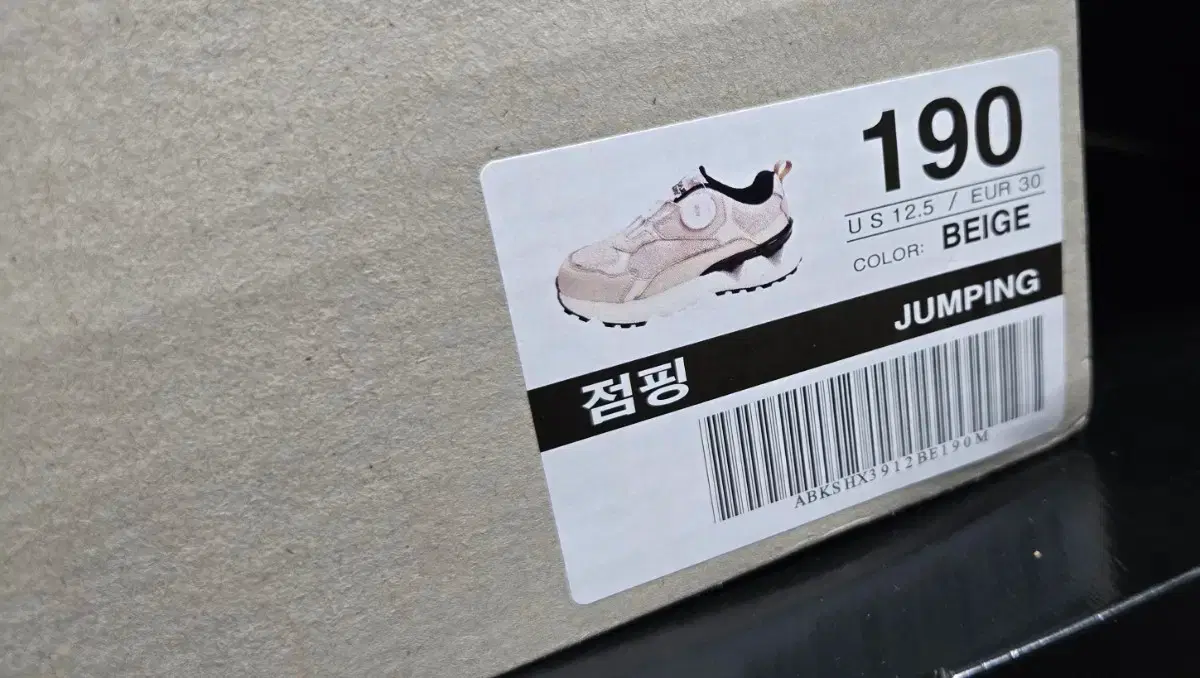 190
US 12.5 / EUR 30
COLOR: BEIGE
JUMPING
점핑
ABKSHX3912BE190M